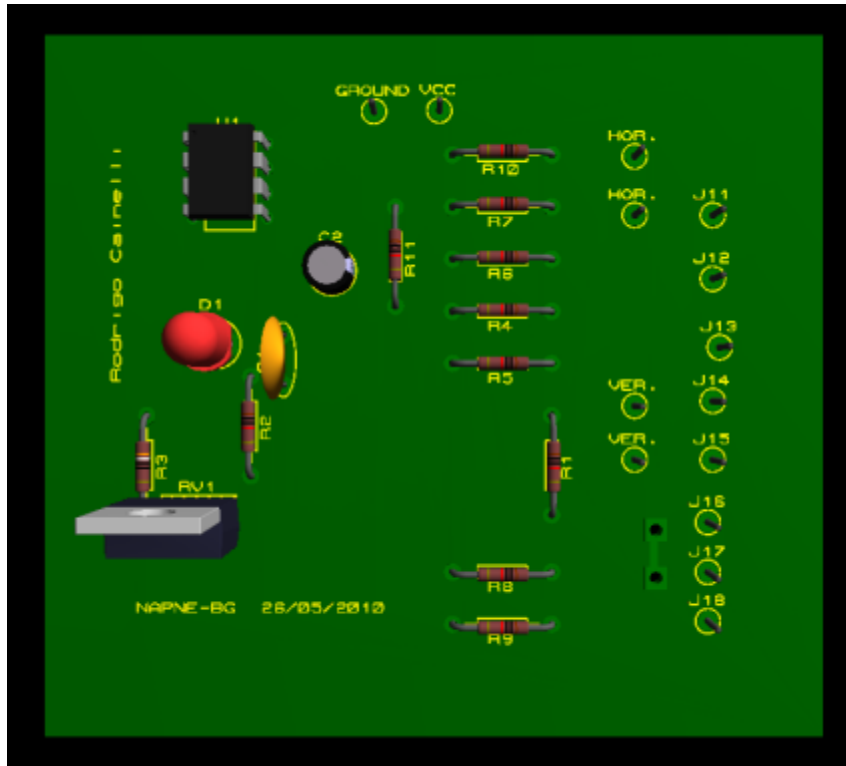 GROUND VCC
U1
HOR.
R10
HOR.
J11
R7
Rodrigo Cainelli
C2
R11
R6
J12
D1
R4
J13
R5
J14
VER.
R2
VER.
J15
R3
R1
RV1
J16
J17
R8
NAPNE-BG 26/05/2010
J18
R9